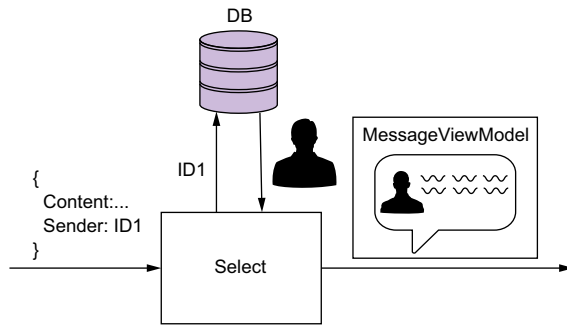 DB
MessageViewModel
ID1
{
Content:...
Sender: ID1
}
Select